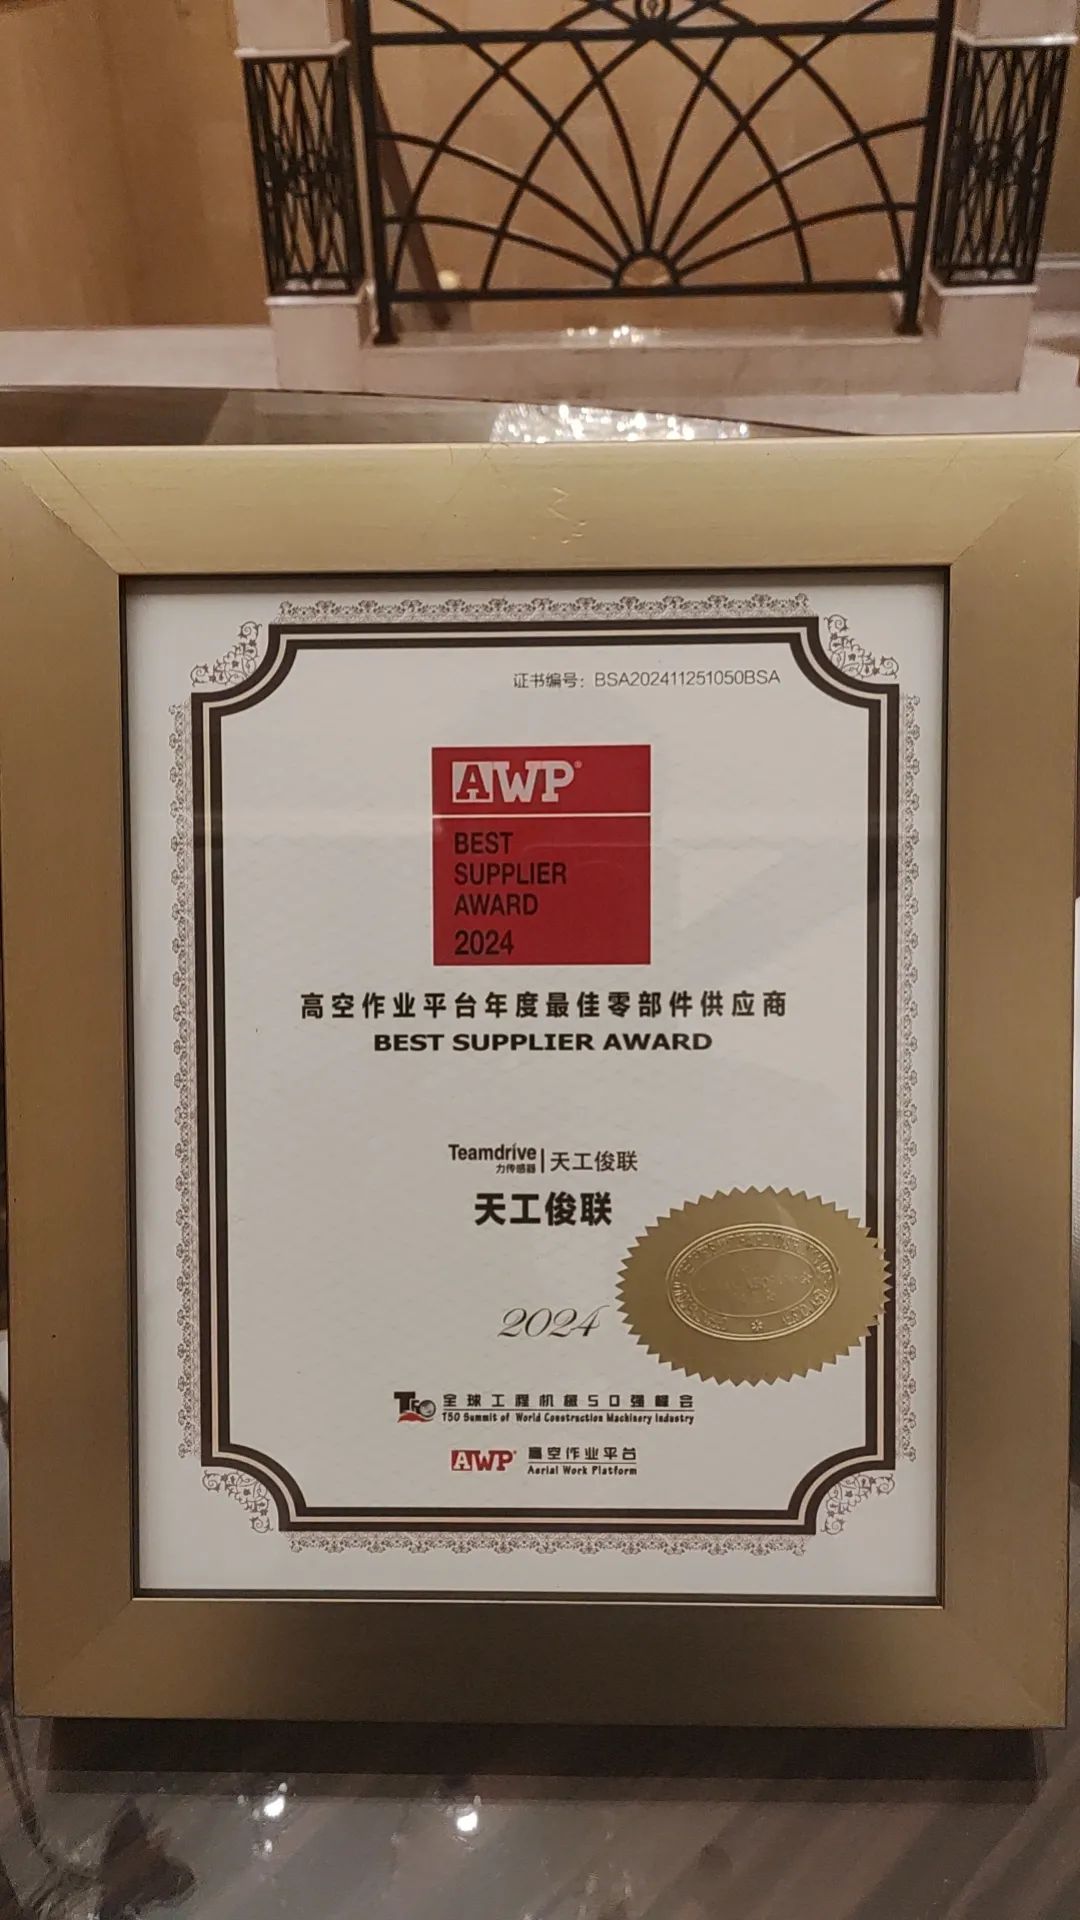 证书编号：BSA202411251050BSA
AWP®
BEST
SUPPLIER
AWARD
2024
高空作业平台年度最佳零部件供应商
BEST SUPPLIER AWARD
Teamdrive
力传感器
天工俊联
天工俊联
2024
T50 全球工程机械50强峰会
T50 Summit of World Construction Machinery Industry
AWP® 高空作业平台
Aerial Work Platform